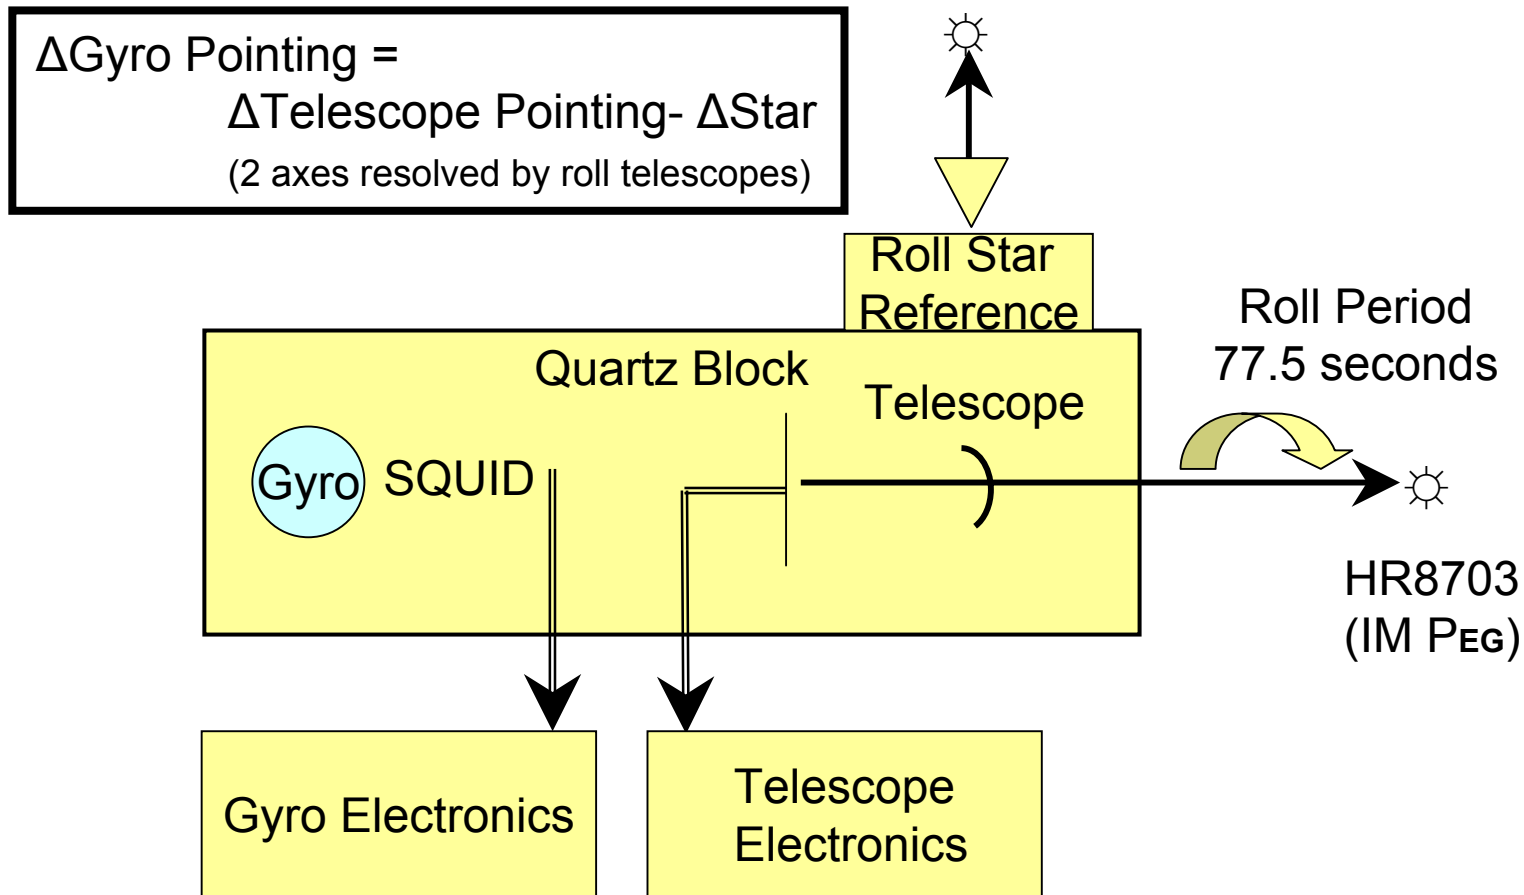 ΔGyro Pointing =
ΔTelescope Pointing- ΔStar
(2 axes resolved by roll telescopes)
Roll Star
Reference
Roll Period
77.5 seconds
Quartz Block
Telescope
Gyro
SQUID
HR8703
(IM PEG)
Gyro Electronics
Telescope
Electronics